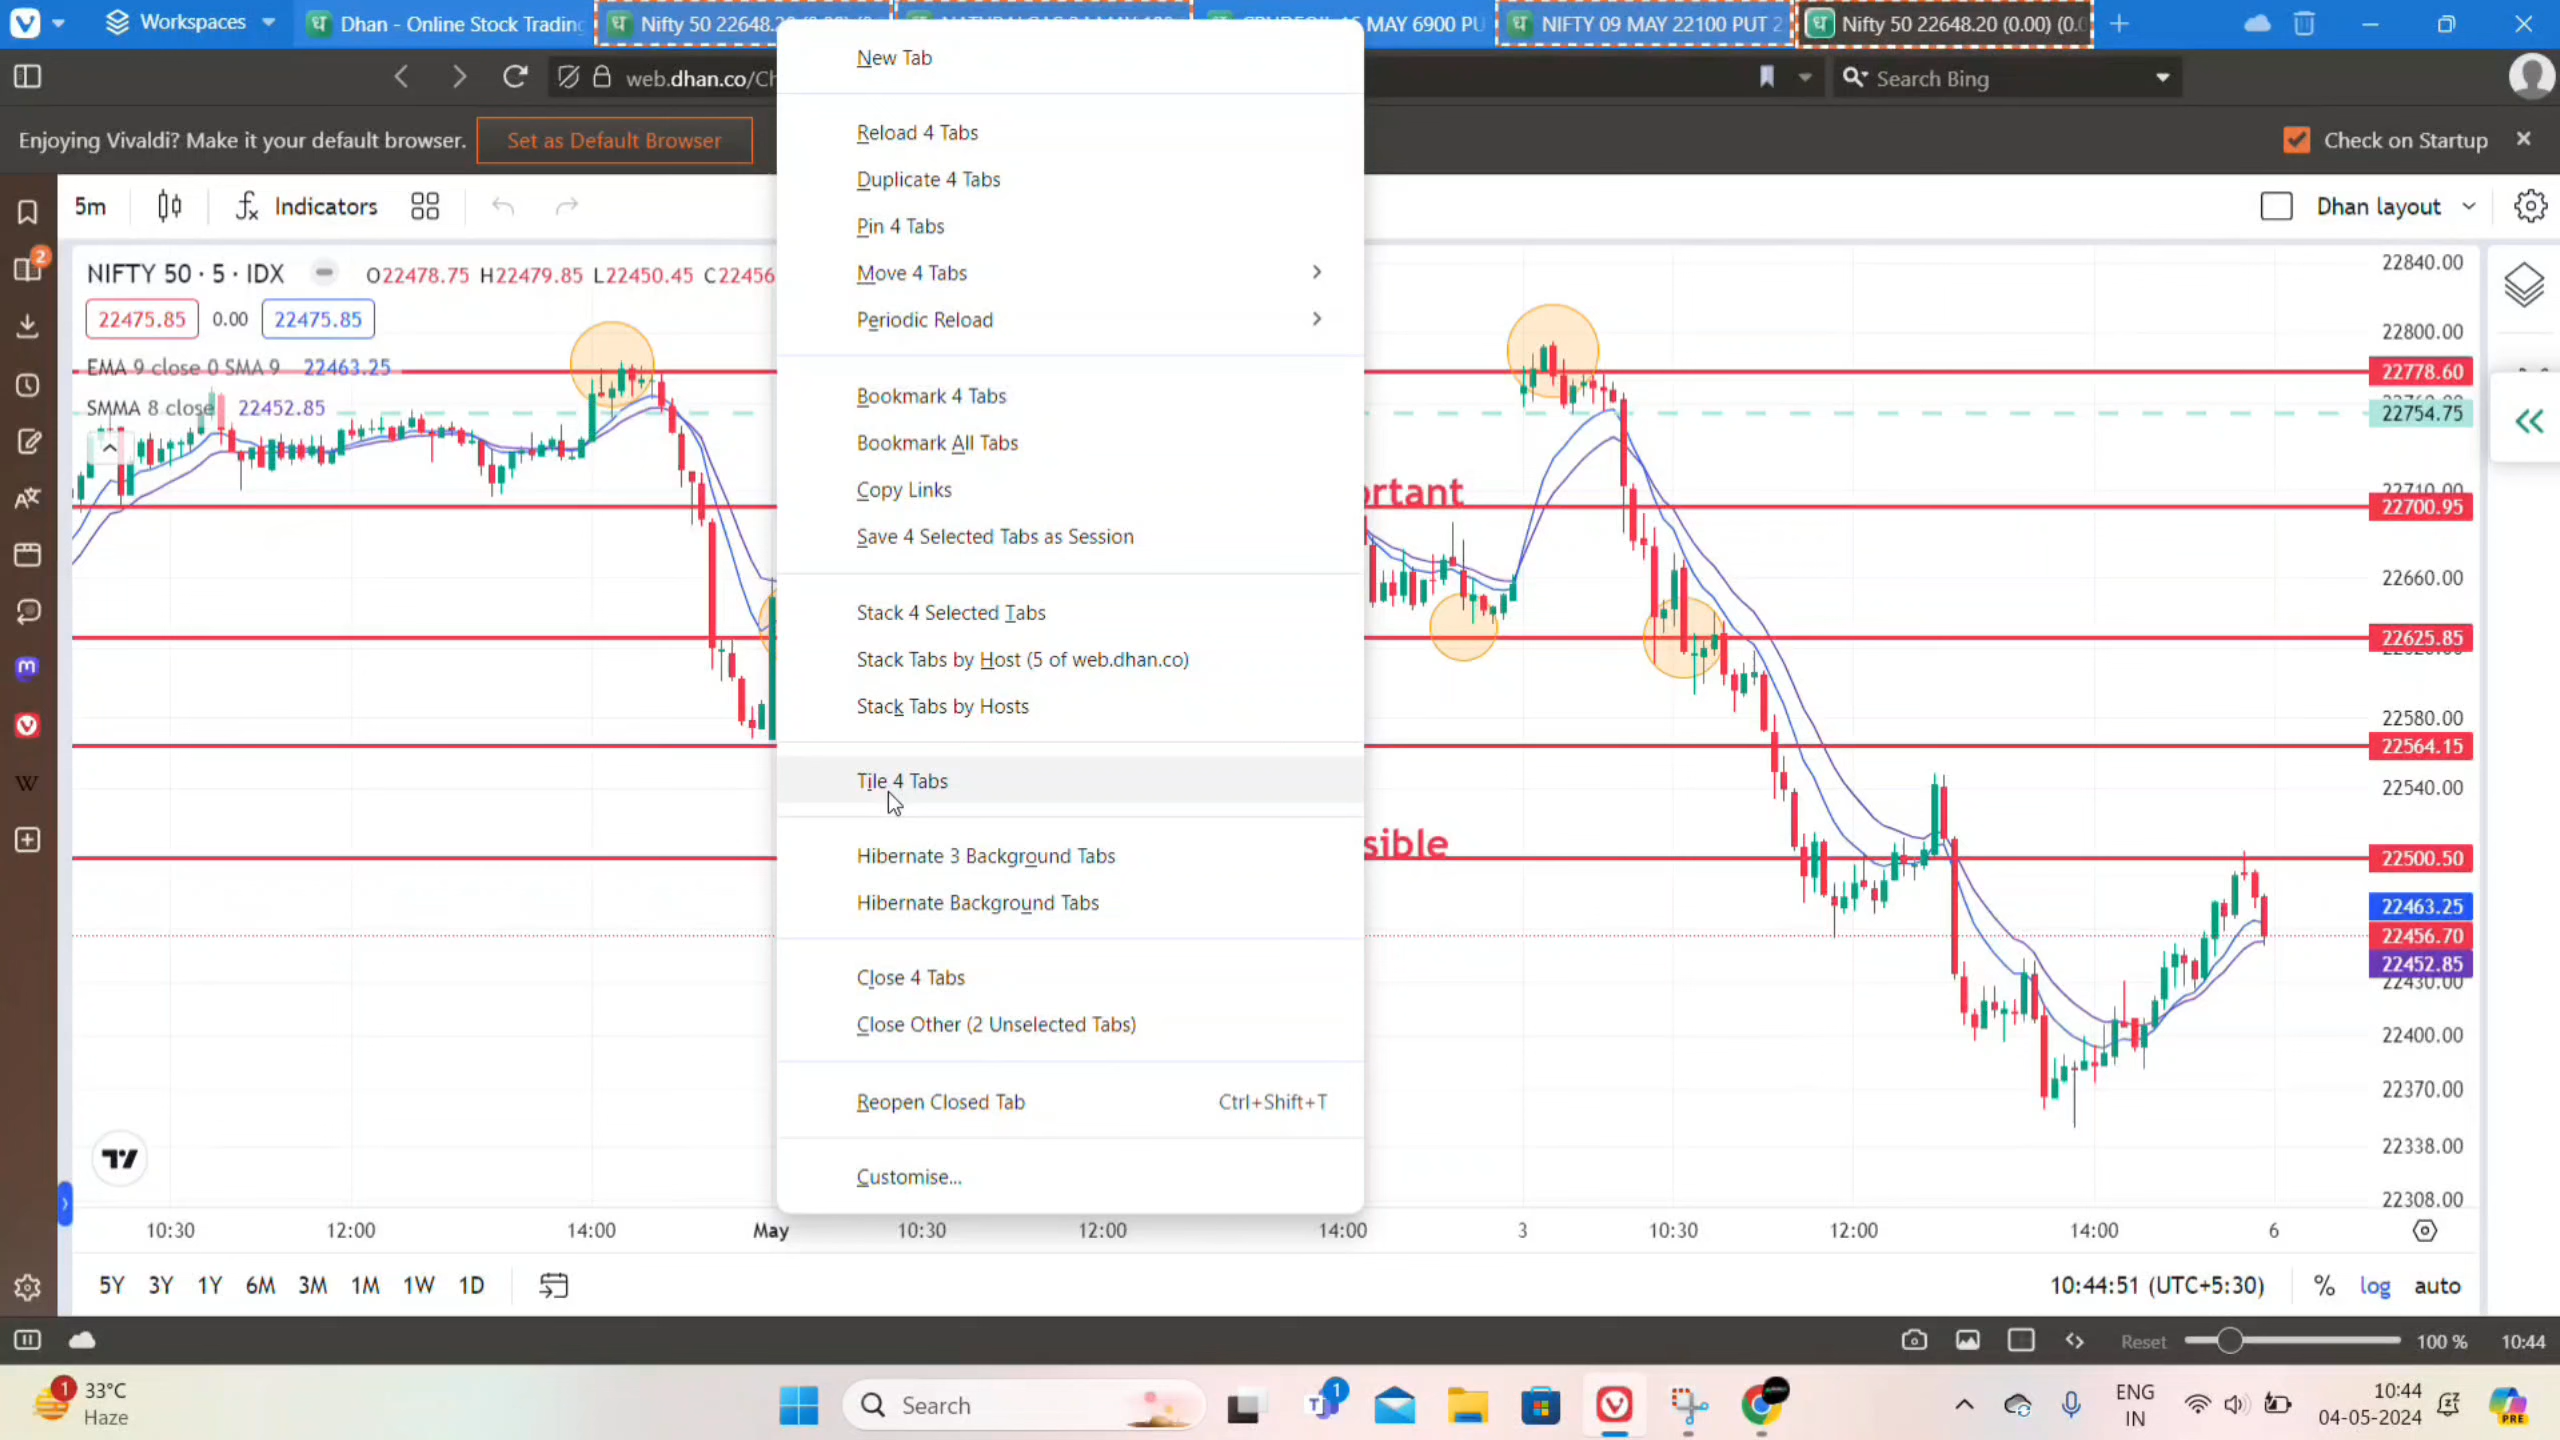 Workspaces
Dhan - Online Stock Trading
Nifty 50 22648.20
16 MAY 6900 PU
NIFTY 09 MAY 22100 PUT 2
Nifty 50 22648.20 (0.00) (0.0
web.dhan.co/Ch
Search Bing
Enjoying Vivaldi? Make it your default browser.
Set as Default Browser
Check on Startup
5m
Indicators
Dhan layout
2
NIFTY 50 · 5 · IDX
O22478.75 H22479.85 L22450.45 C22456
22475.85
0.00
22475.85
EMA 9 close 0 SMA 9 22463.25
SMMA 8 close 22452.85
New Tab
Reload 4 Tabs
Duplicate 4 Tabs
Pin 4 Tabs
Move 4 Tabs
Periodic Reload
Bookmark 4 Tabs
Bookmark All Tabs
Copy Links
Save 4 Selected Tabs as Session
Stack 4 Selected Tabs
Stack Tabs by Host (5 of web.dhan.co)
Stack Tabs by Hosts
Tile 4 Tabs
Hibernate 3 Background Tabs
Hibernate Background Tabs
Close 4 Tabs
Close Other (2 Unselected Tabs)
Reopen Closed Tab Ctrl+Shift+T
Customise...
rtant
sible
22840.00
22800.00
22778.60
22754.75
22710.00
22700.95
22660.00
22625.85
22580.00
22564.15
22540.00
22500.50
22463.25
22456.70
22452.85
22430.00
22400.00
22370.00
22338.00
22308.00
10:30 12:00 14:00 May 10:30 12:00 14:00 3 10:30 12:00 14:00 6
5Y 3Y 1Y 6M 3M 1M 1W 1D
10:44:51 (UTC+5:30) % log auto
Reset 100 % 10:44
1
33°C
Haze
Search
1
ENG
IN
10:44
04-05-2024
PRE